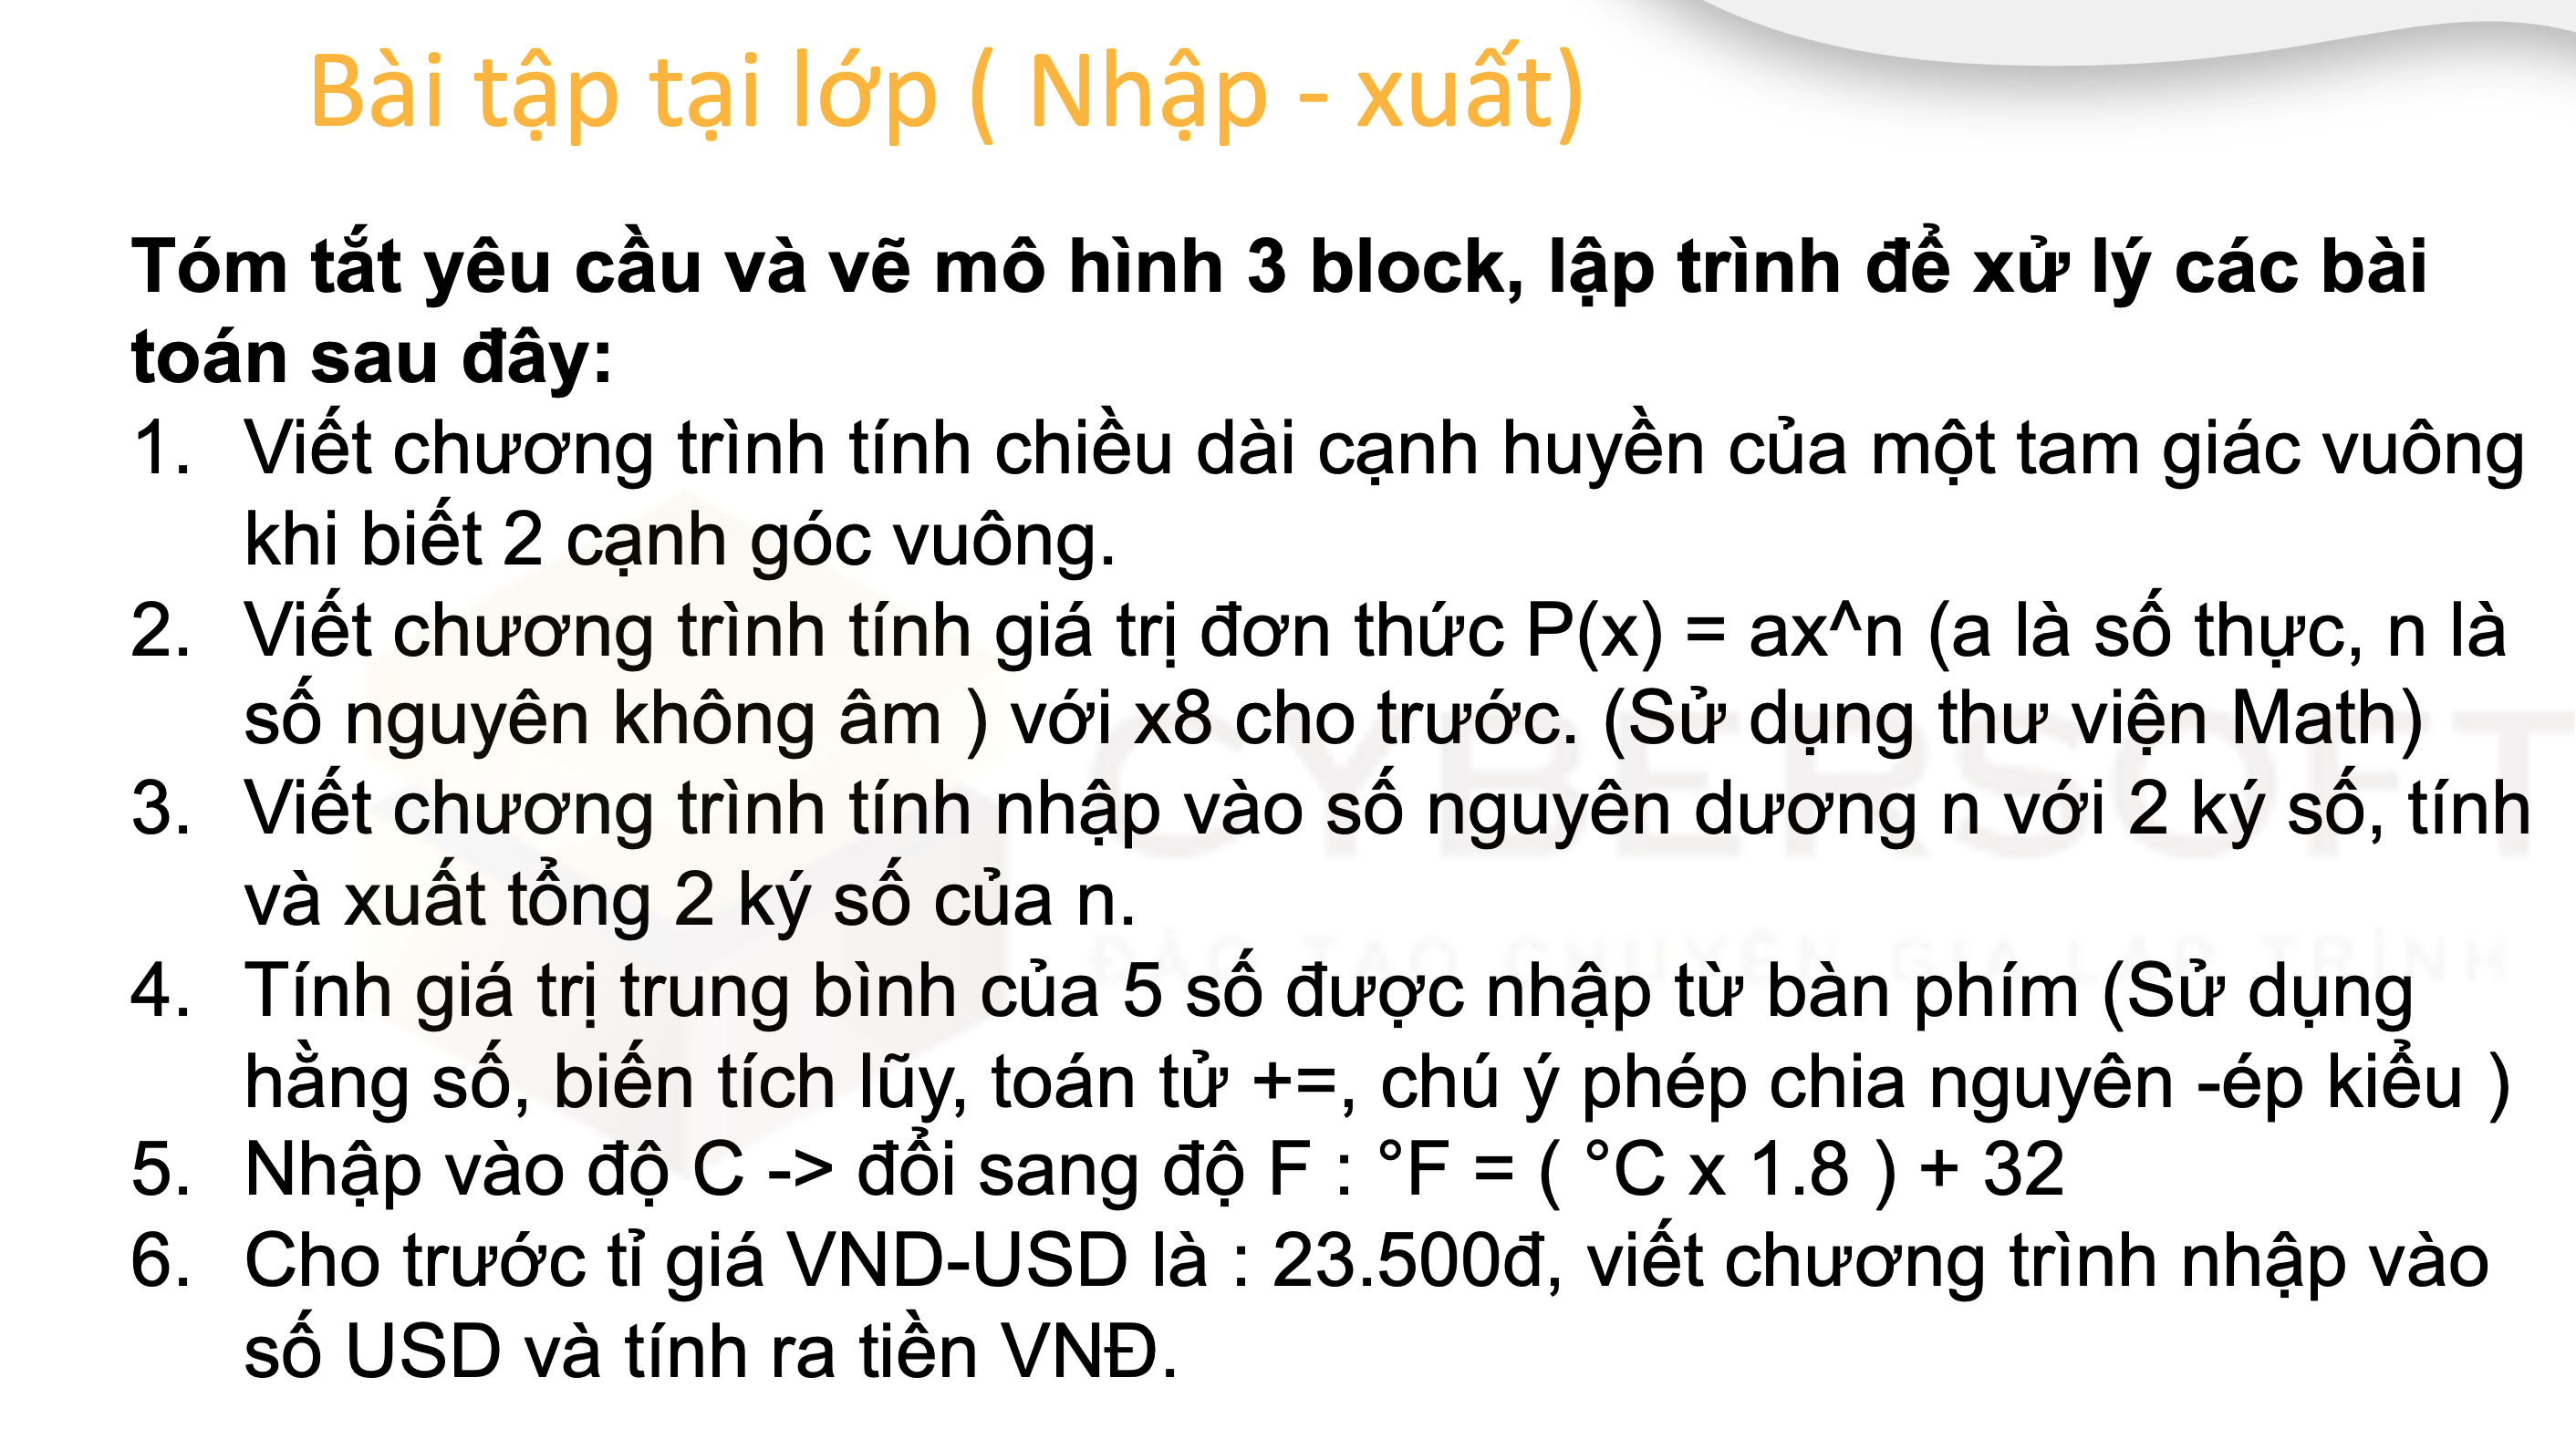 Bài tập tại lớp ( Nhập - xuất)
Tóm tắt yêu cầu và vẽ mô hình 3 block, lập trình để xử lý các bài
toán sau đây:
1. Viết chương trình tính chiều dài cạnh huyền của một tam giác vuông
khi biết 2 cạnh góc vuông.
2. Viết chương trình tính giá trị đơn thức P(x) = ax^n (a là số thực, n là
số nguyên không âm ) với x8 cho trước. (Sử dụng thư viện Math)
3. Viết chương trình tính nhập vào số nguyên dương n với 2 ký số, tính
và xuất tổng 2 ký số của n.
4. Tính giá trị trung bình của 5 số được nhập từ bàn phím (Sử dụng
hằng số, biến tích lũy, toán tử +=, chú ý phép chia nguyên -ép kiểu )
5. Nhập vào độ C -> đổi sang độ F : °F = ( °C x 1.8 ) + 32
6. Cho trước tỉ giá VND-USD là : 23.500đ, viết chương trình nhập vào
số USD và tính ra tiền VNĐ.
CYBERSOFT
ĐÀO TẠO CHUYÊN GIA LẬP TRÌNH